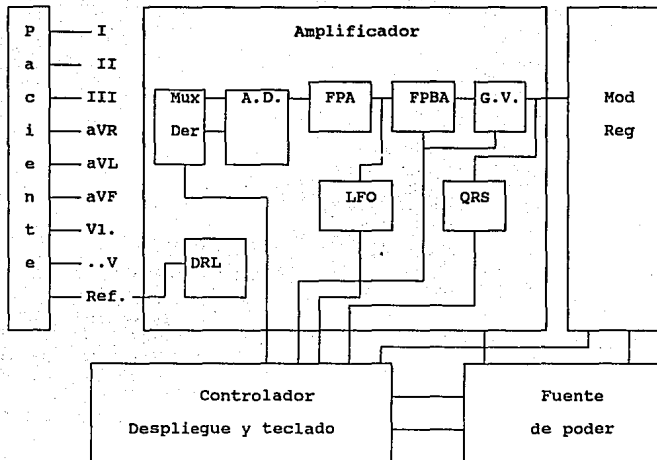 Paciente
I
II
III
aVR
aVL
aVF
V1.
..V
Ref.
Amplificador
Mux
Der
A.D.
FPA
FPBA
G.V.
LFO
QRS
DRL
Mod
Reg
Controlador
Despliegue y teclado
Fuente
de poder